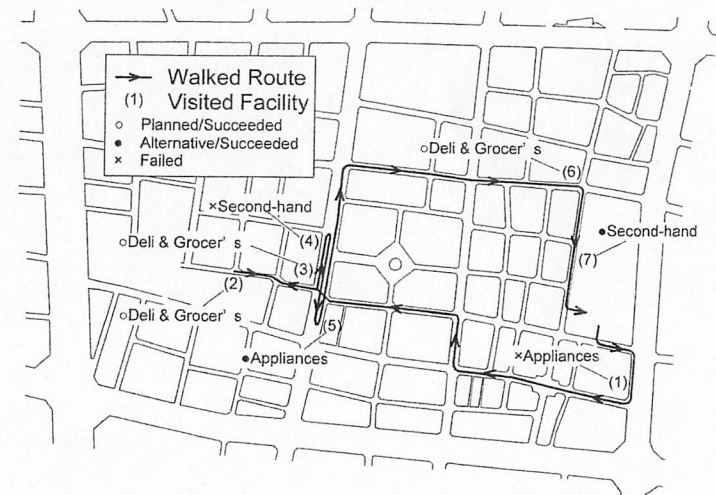 Walked Route
(1) Visited Facility
Planned/Succeeded
Alternative/Succeeded
× Failed
Deli & Grocer's
(6)
×Second-hand
(4)
Second-hand
Deli & Grocer's
(3)
(7)
(2)
Deli & Grocer's
(5)
Appliances
×Appliances
(1)